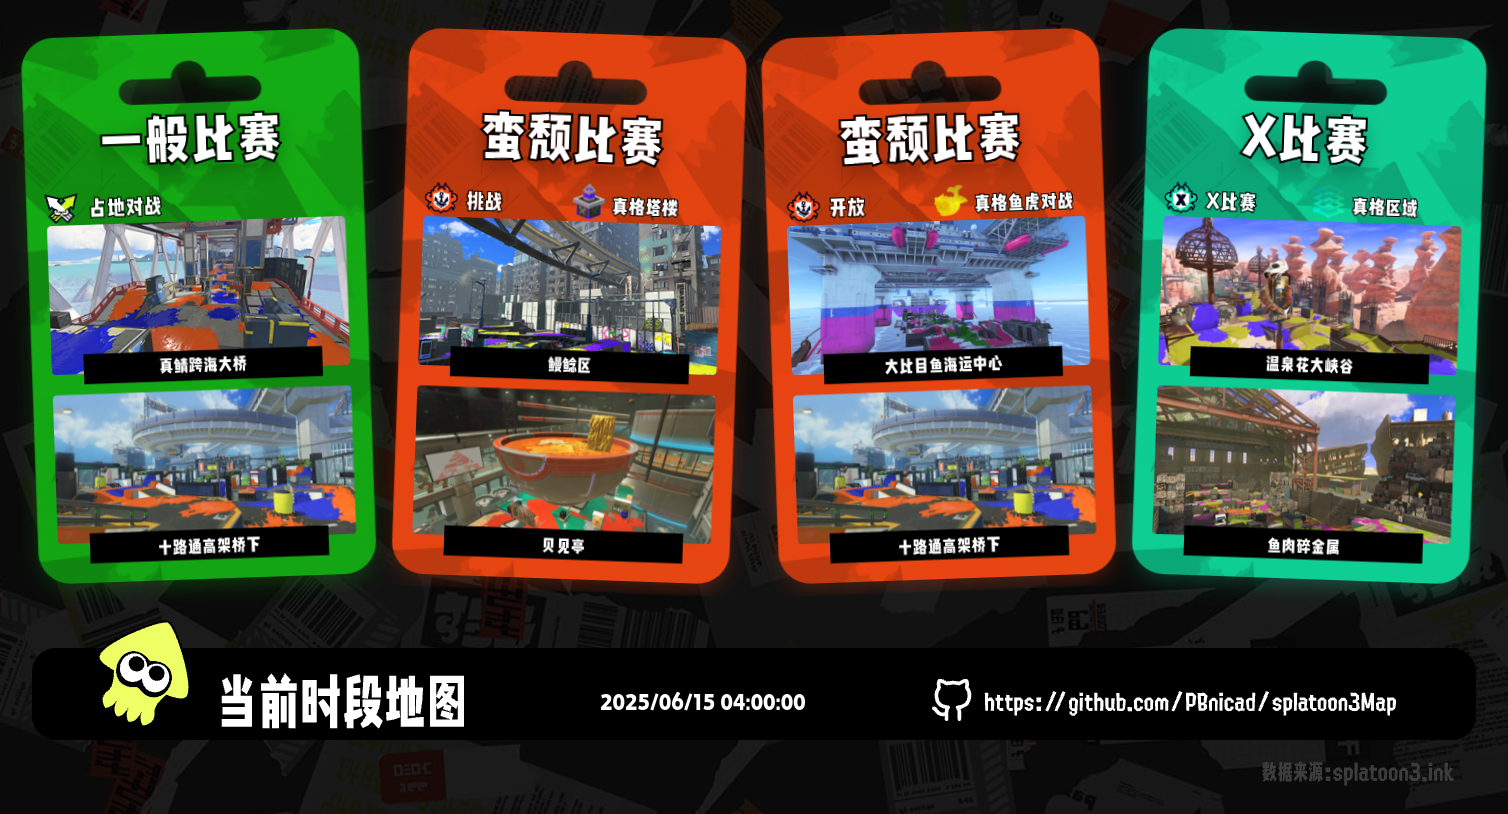 一般比赛
占地对战
真鲭跨海大桥
十路通高架桥下
蛮颓比赛
挑战
真格塔楼
鳗鲶区
贝见亭
蛮颓比赛
开放
真格鱼虎对战
大比目鱼海运中心
十路通高架桥下
X比赛
X比赛
真格区域
温泉花大峡谷
鱼肉碎金属
当前时段地图
2025/06/15 04:00:00
https://github.com/PBnicad/splatoon3Map
数据来源:splatoon3.ink